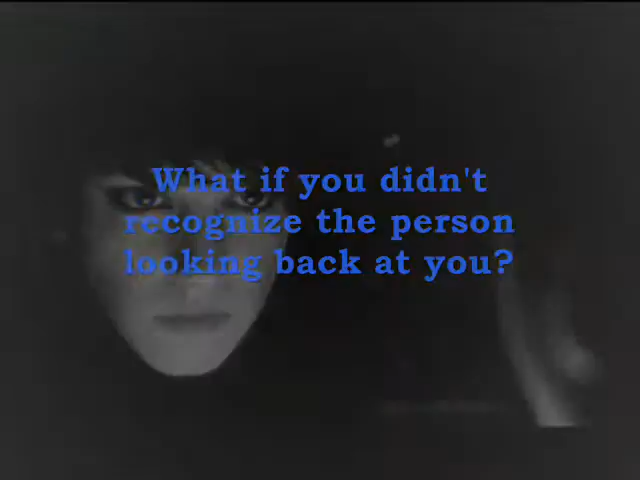 What if you didn't
recognize the person
looking back at you?